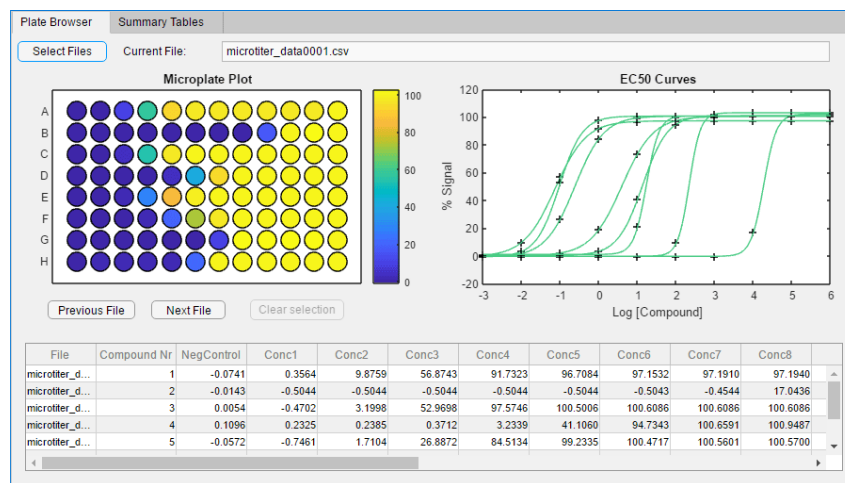 Plate Browser Summary Tables
Select Files Current File: microtiter_data0001.csv
Microplate Plot
A
B
C
D
E
F
G
H
100
80
60
40
20
0
EC50 Curves
120
100
80
60
40
20
0
-20
% Signal
-3 -2 -1 0 1 2 3 4 5 6
Log [Compound]
Previous File Next File Clear selection
File Compound Nr NegControl Conc1 Conc2 Conc3 Conc4 Conc5 Conc6 Conc7 Conc8
microtiter_d... 1 -0.0741 0.3564 9.8759 56.8743 91.7323 96.7084 97.1532 97.1910 97.1940
microtiter_d... 2 -0.0143 -0.5044 -0.5044 -0.5044 -0.5044 -0.5044 -0.5043 -0.4544 17.0436
microtiter_d... 3 0.0054 -0.4702 3.1998 52.9698 97.5746 100.5006 100.6086 100.6086 100.6086
microtiter_d... 4 0.1096 0.2325 0.2385 0.3712 3.2339 41.1060 94.7343 100.6591 100.9487
microtiter_d... 5 -0.0572 -0.7461 1.7104 26.8872 84.5134 99.2335 100.4717 100.5601 100.5700